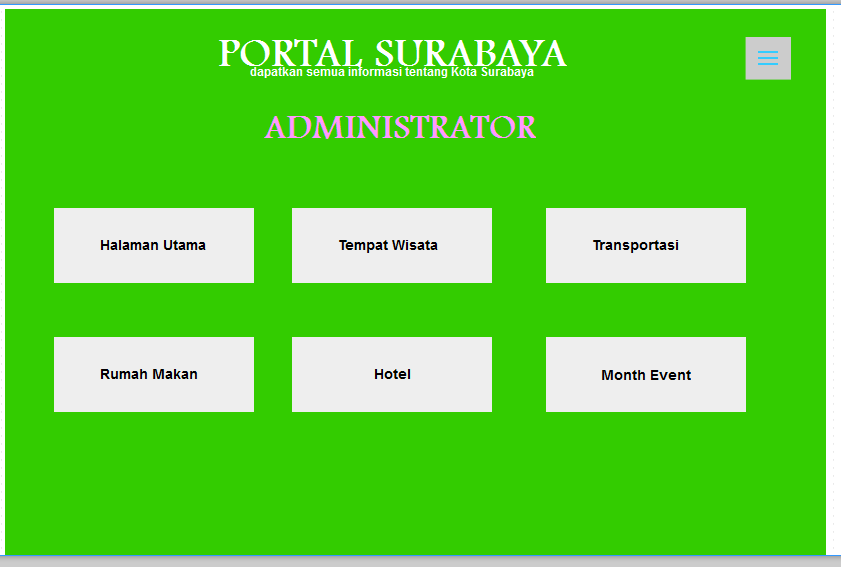 PORTAL SURABAYA
dapatkan semua informasi tentang Kota Surabaya
ADMINISTRATOR
Halaman Utama
Tempat Wisata
Transportasi
Rumah Makan
Hotel
Month Event